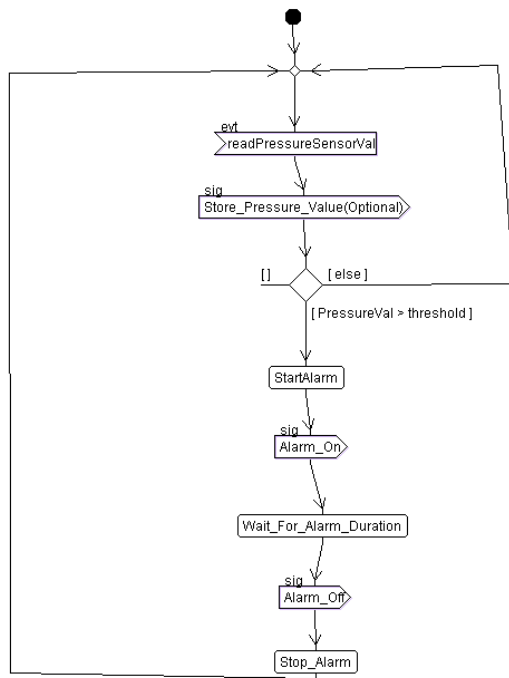 evt
readPressureSensorVal
sig
Store_Pressure_Value(Optional)
[ ]
[ else ]
[ PressureVal > threshold ]
StartAlarm
sig
Alarm_On
Wait_For_Alarm_Duration
sig
Alarm_Off
Stop_Alarm